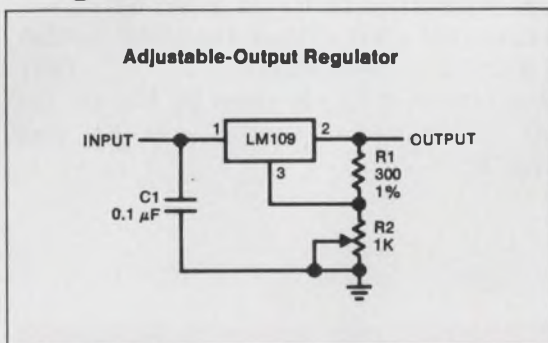 Adjustable-Output Regulator
INPUT
1
LM109
2
OUTPUT
3
R1
300
1%
C1
0.1 μF
R2
1K